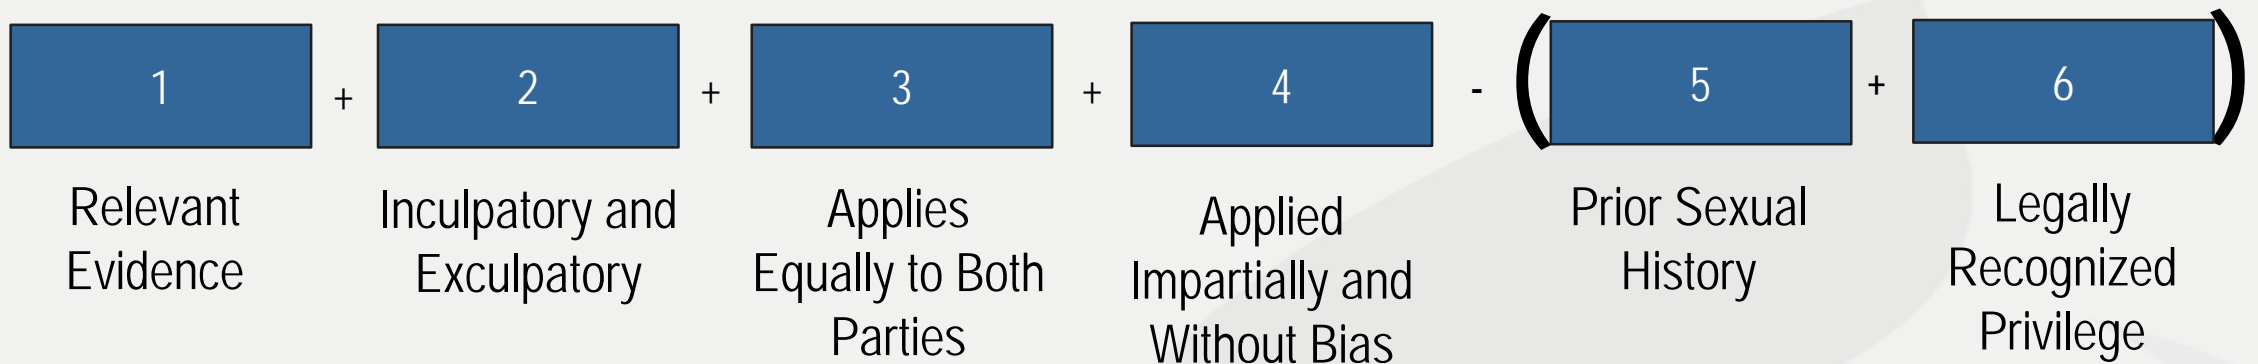 1 + 2 + 3 + 4 - ( 5 + 6 )
Relevant
Evidence
Inculpatory and
Exculpatory
Applies
Equally to Both
Parties
Applied
Impartially and
Without Bias
Prior Sexual
History
Legally
Recognized
Privilege